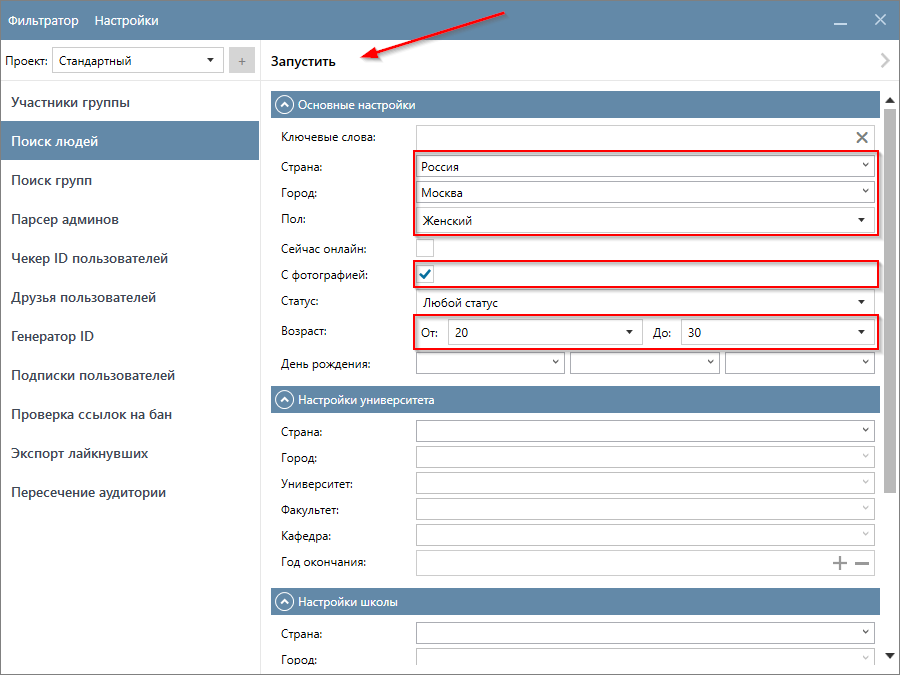 Фильтратор Настройки
Проект: Стандартный +
Запустить
Участники группы
Поиск людей
Поиск групп
Парсер админов
Чекер ID пользователей
Друзья пользователей
Генератор ID
Подписки пользователей
Проверка ссылок на бан
Экспорт лайкнувших
Пересечение аудитории
Основные настройки
Ключевые слова:
Страна: Россия
Город: Москва
Пол: Женский
Сейчас онлайн:
С фотографией:
Статус: Любой статус
Возраст: От: 20 До: 30
День рождения:
Настройки университета
Страна:
Город:
Университет:
Факультет:
Кафедра:
Год окончания:
Настройки школы
Страна:
Город: